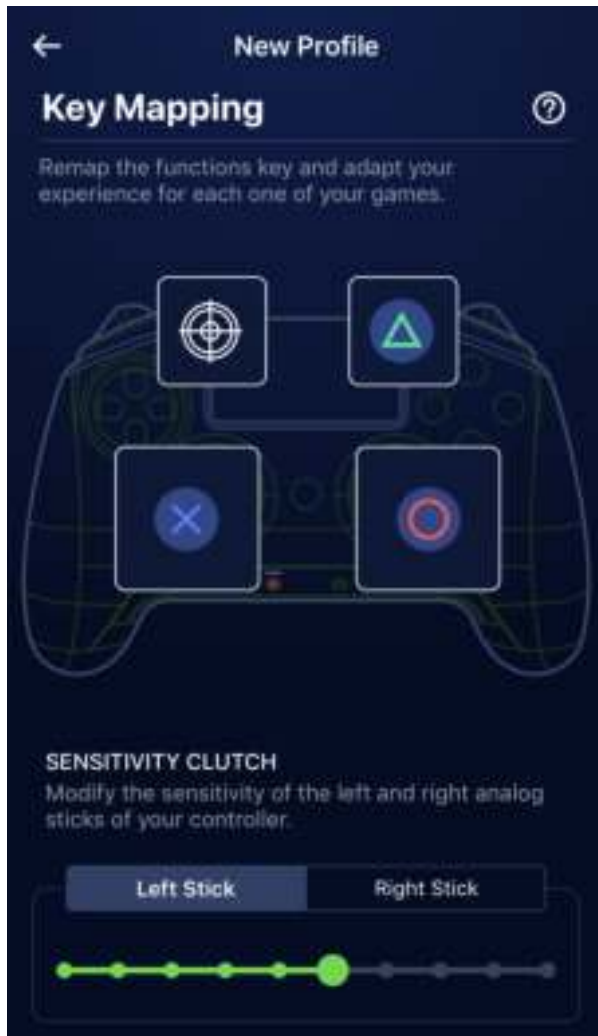 New Profile
Key Mapping
Remap the functions key and adapt your
experience for each one of your games.
SENSITIVITY CLUTCH
Modify the sensitivity of the left and right analog
sticks of your controller.
Left Stick
Right Stick